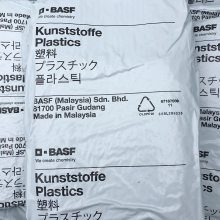 BASF
We create chemistry
Kunststoffe
Plastics
塑料
プラスチック
플라스틱
BASF (Malaysia) Sdn. Bhd.
81700 Pasir Gudang
Made in Malaysia
BASF
We create chemistry
Kunststoffe
Plastics
塑料
プラスチック